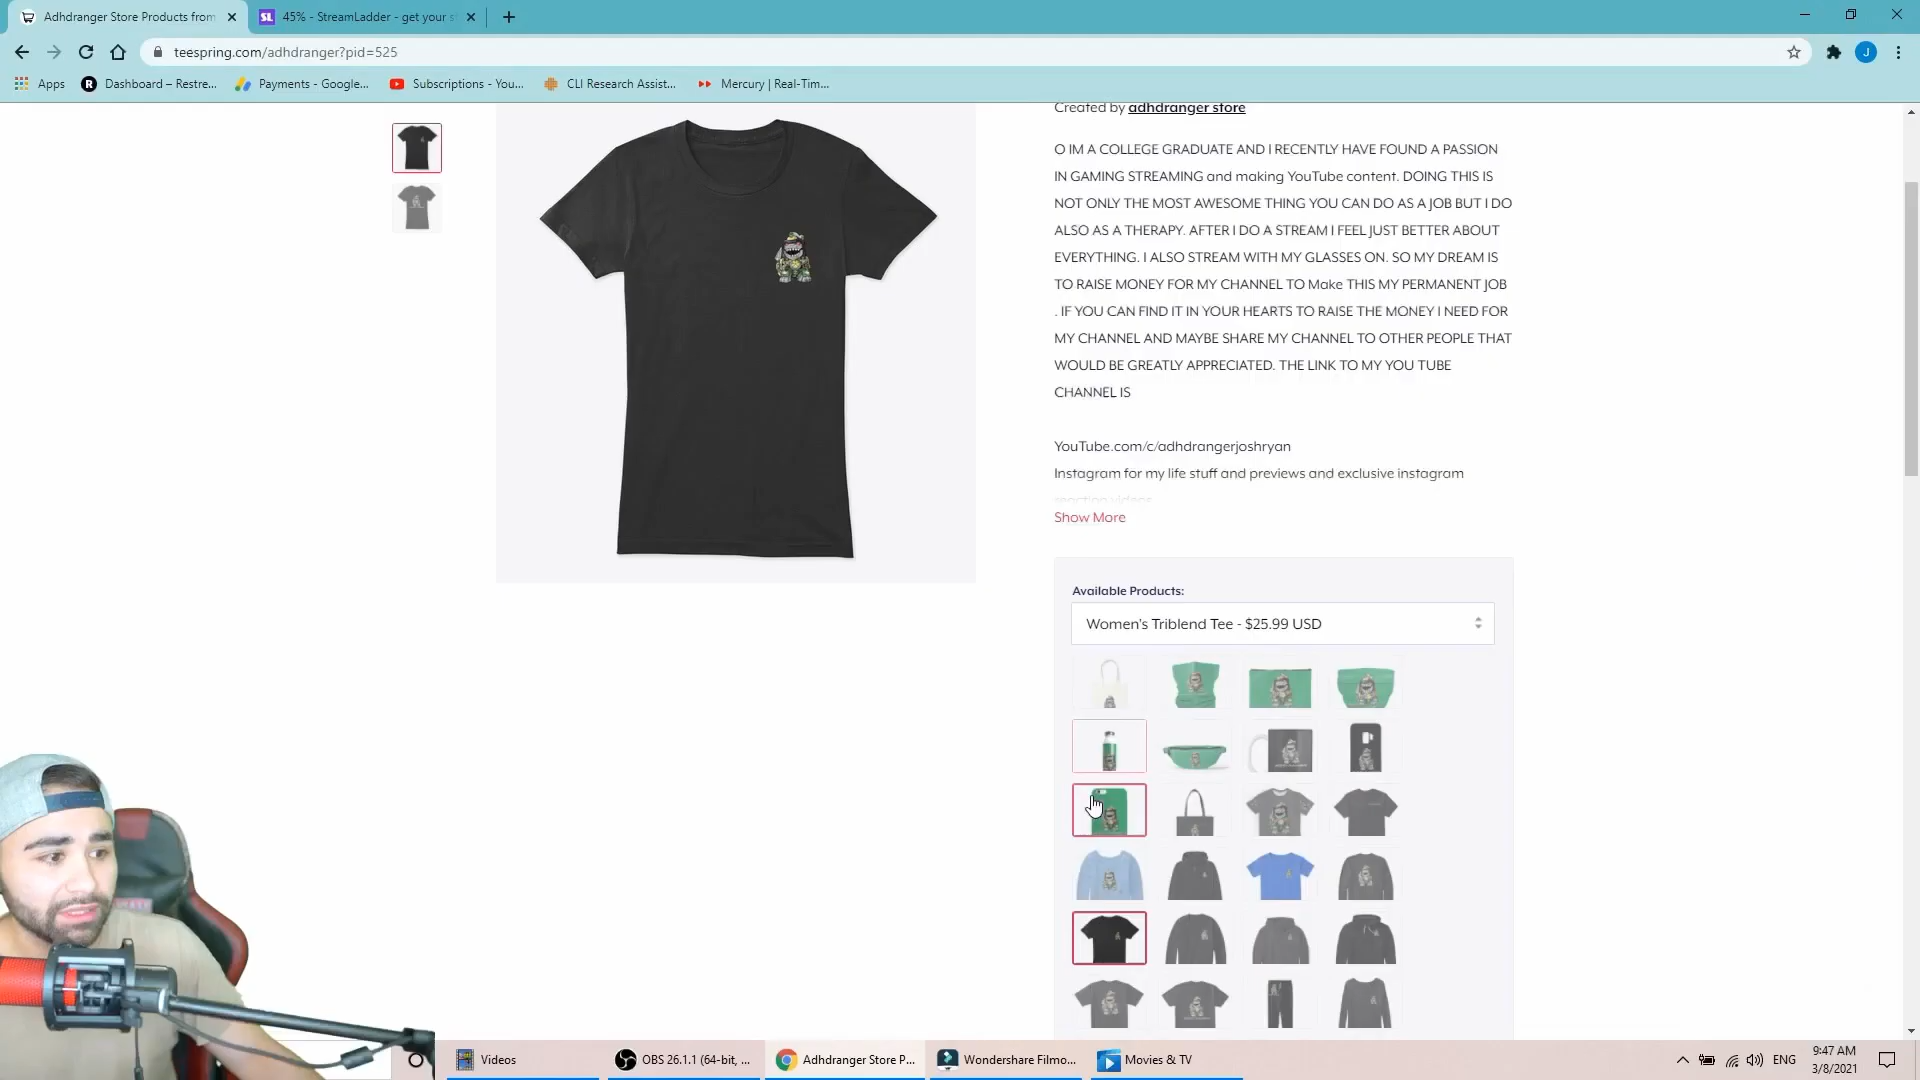 Adhdranger Store Products from
45% - StreamLadder - get your s
teespring.com/adhdranger?pid=525
J
Apps
Dashboard – Restre...
Payments - Google...
Subscriptions - You...
CLI Research Assist...
Mercury | Real-Tim...
Created by adhdranger store
O IM A COLLEGE GRADUATE AND I RECENTLY HAVE FOUND A PASSION
IN GAMING STREAMING and making YouTube content. DOING THIS IS
NOT ONLY THE MOST AWESOME THING YOU CAN DO AS A JOB BUT I DO
ALSO AS A THERAPY. AFTER I DO A STREAM I FEEL JUST BETTER ABOUT
EVERYTHING. I ALSO STREAM WITH MY GLASSES ON. SO MY DREAM IS
TO RAISE MONEY FOR MY CHANNEL TO Make THIS MY PERMANENT JOB
. IF YOU CAN FIND IT IN YOUR HEARTS TO RAISE THE MONEY I NEED FOR
MY CHANNEL AND MAYBE SHARE MY CHANNEL TO OTHER PEOPLE THAT
WOULD BE GREATLY APPRECIATED. THE LINK TO MY YOU TUBE
CHANNEL IS
YouTube.com/c/adhdrangerjoshryan
Instagram for my life stuff and previews and exclusive instagram
reaction videos
Show More
Available Products:
Women's Triblend Tee - $25.99 USD
Videos
OBS 26.1.1 (64-bit, ...
Adhdranger Store P...
Wondershare Filmo...
Movies & TV
ENG
9:47 AM
3/8/2021